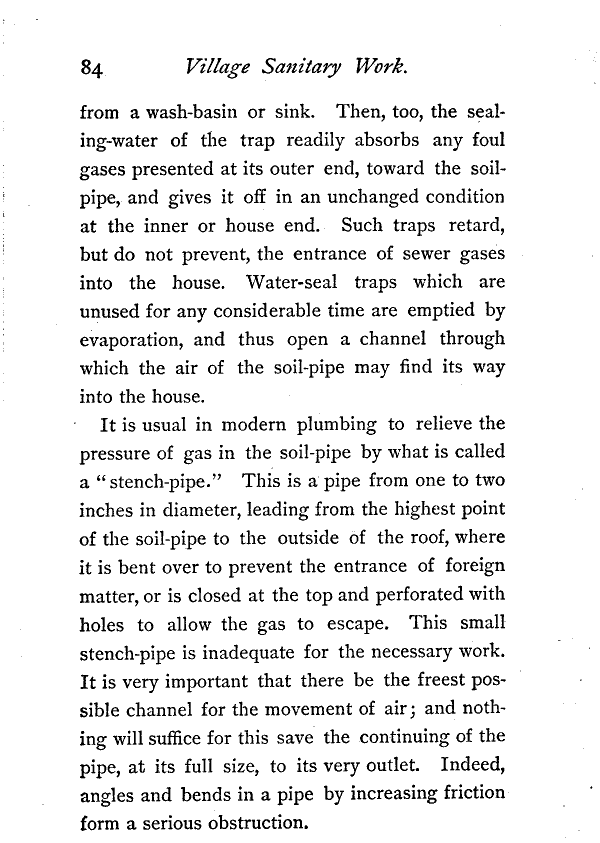 84 Village Sanitary Work.
from a wash-basin or sink. Then, too, the seal-
ing-water of the trap readily absorbs any foul
gases presented at its outer end, toward the soil-
pipe, and gives it off in an unchanged condition
at the inner or house end. Such traps retard,
but do not prevent, the entrance of sewer gases
into the house. Water-seal traps which are
unused for any considerable time are emptied by
evaporation, and thus open a channel through
which the air of the soil-pipe may find its way
into the house.
It is usual in modern plumbing to relieve the
pressure of gas in the soil-pipe by what is called
a "stench-pipe." This is a pipe from one to two
inches in diameter, leading from the highest point
of the soil-pipe to the outside of the roof, where
it is bent over to prevent the entrance of foreign
matter, or is closed at the top and perforated with
holes to allow the gas to escape. This small
stench-pipe is inadequate for the necessary work.
It is very important that there be the freest pos-
sible channel for the movement of air; and noth-
ing will suffice for this save the continuing of the
pipe, at its full size, to its very outlet. Indeed,
angles and bends in a pipe by increasing friction
form a serious obstruction.